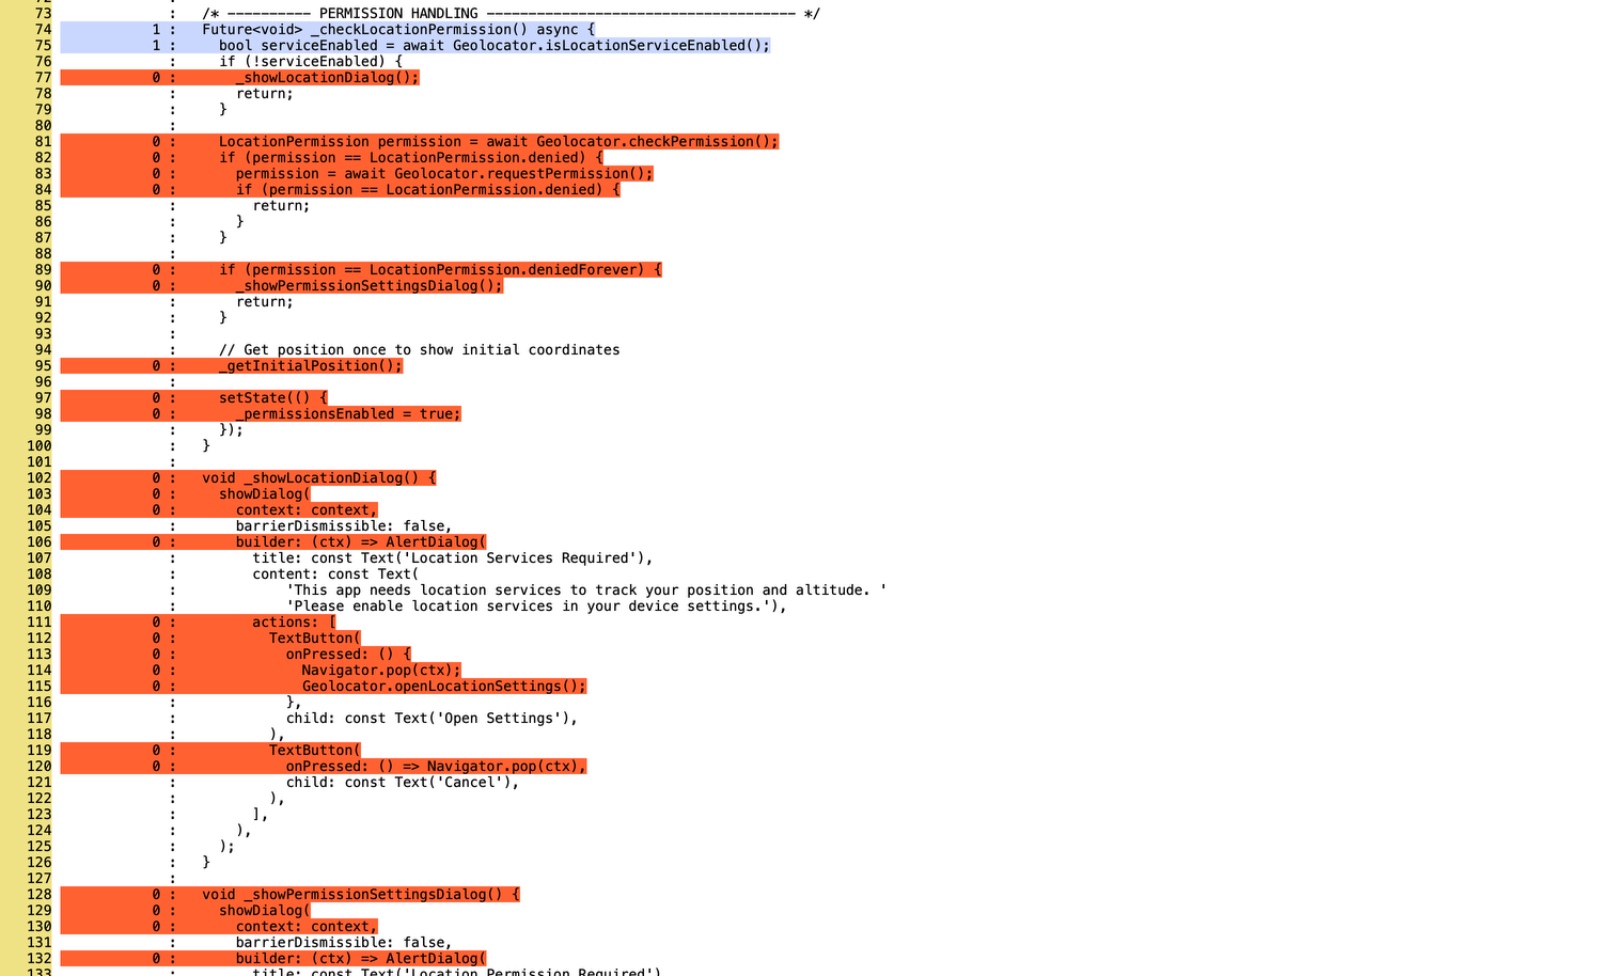 73 : /* ---------- PERMISSION HANDLING ------------------------------------- */
74 1 : Future<void> _checkLocationPermission() async {
75 1 : bool serviceEnabled = await Geolocator.isLocationServiceEnabled();
76 : if (!serviceEnabled) {
77 0 : _showLocationDialog();
78 : return;
79 : }
80 :
81 0 : LocationPermission permission = await Geolocator.checkPermission();
82 0 : if (permission == LocationPermission.denied) {
83 0 : permission = await Geolocator.requestPermission();
84 0 : if (permission == LocationPermission.denied) {
85 : return;
86 : }
87 : }
88 :
89 0 : if (permission == LocationPermission.deniedForever) {
90 0 : _showPermissionSettingsDialog();
91 : return;
92 : }
93 :
94 : // Get position once to show initial coordinates
95 0 : _getInitialPosition();
96 :
97 0 : setState(() {
98 0 : _permissionsEnabled = true;
99 : });
100 : }
101 :
102 0 : void _showLocationDialog() {
103 0 : showDialog(
104 0 : context: context,
105 : barrierDismissible: false,
106 0 : builder: (ctx) => AlertDialog(
107 : title: const Text('Location Services Required'),
108 : content: const Text(
109 : 'This app needs location services to track your position and altitude. '
110 : 'Please enable location services in your device settings.'),
111 0 : actions: [
112 0 : TextButton(
113 0 : onPressed: () {
114 0 : Navigator.pop(ctx);
115 0 : Geolocator.openLocationSettings();
116 : },
117 : child: const Text('Open Settings'),
118 : ),
119 0 : TextButton(
120 0 : onPressed: () => Navigator.pop(ctx),
121 : child: const Text('Cancel'),
122 : ),
123 : ],
124 : ),
125 : );
126 : }
127 :
128 0 : void _showPermissionSettingsDialog() {
129 0 : showDialog(
130 0 : context: context,
131 : barrierDismissible: false,
132 0 : builder: (ctx) => AlertDialog(
133 : title: const Text('Location Permission Required')